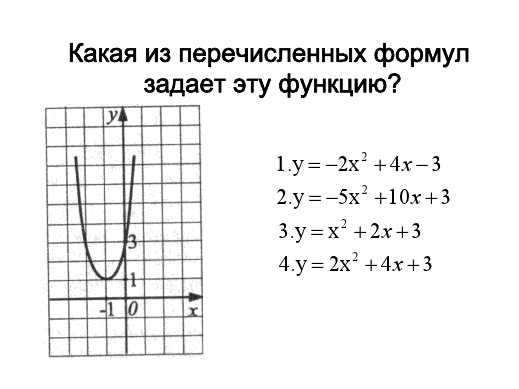 Какая из перечисленных формул
задает эту функцию?
y
3
1
-1 0 x
1.y = −2x² + 4x − 3
2.y = −5x² + 10x + 3
3.y = x² + 2x + 3
4.y = 2x² + 4x + 3